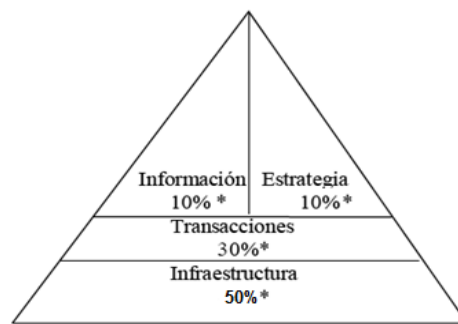 Información Estrategia
10% * 10% *
Transacciones
30%*
Infraestructura
50%*